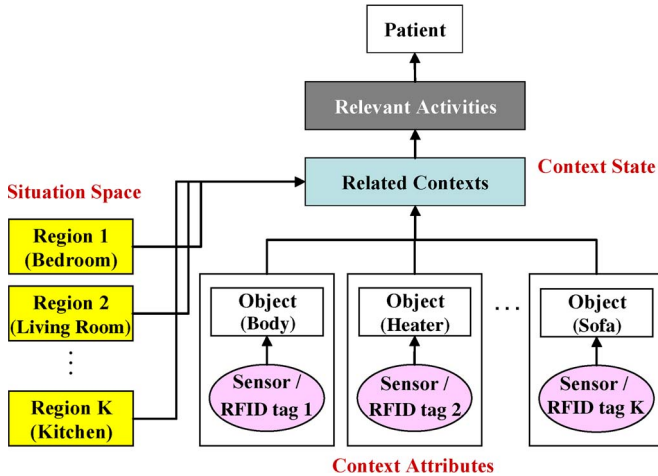 Patient
Relevant Activities
Related Contexts
Context State
Situation Space
Region 1
(Bedroom)
Region 2
(Living Room)
⋮
Region K
(Kitchen)
Object
(Body)
Sensor /
RFID tag 1
Object
(Heater)
Sensor /
RFID tag 2
...
Object
(Sofa)
Sensor /
RFID tag K
Context Attributes